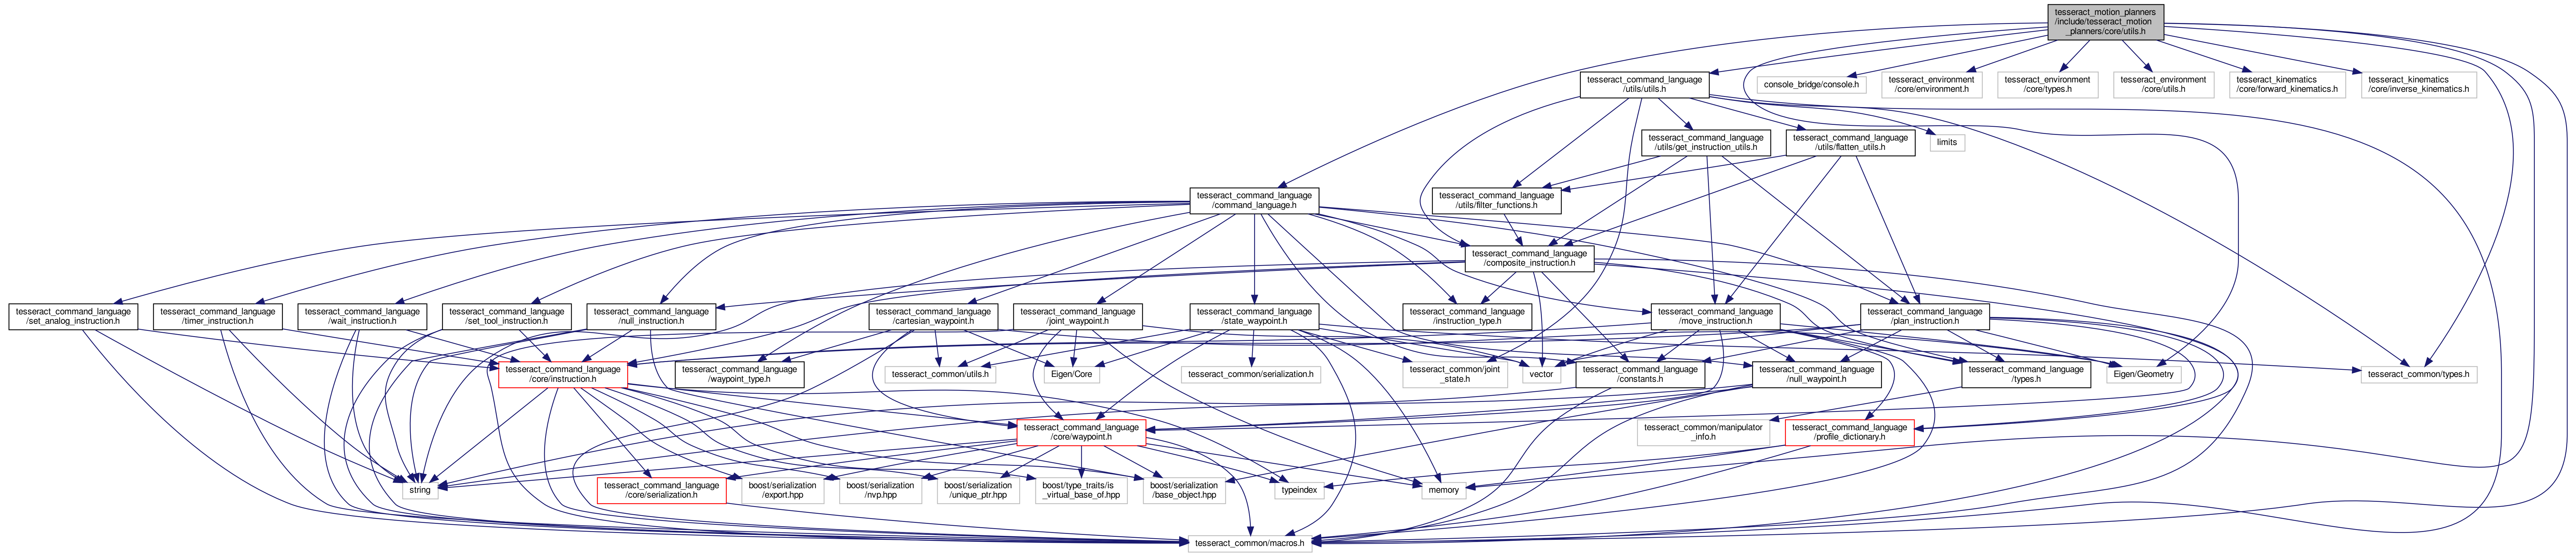 tesseract_motion_planners
/include/tesseract_motion
_planners/core/utils.h
tesseract_command_language
/utils/utils.h
console_bridge/console.h
tesseract_environment
/core/environment.h
tesseract_environment
/core/types.h
tesseract_environment
/core/utils.h
tesseract_kinematics
/core/forward_kinematics.h
tesseract_kinematics
/core/inverse_kinematics.h
tesseract_command_language
/utils/get_instruction_utils.h
tesseract_command_language
/utils/flatten_utils.h
limits
tesseract_command_language
/command_language.h
tesseract_command_language
/utils/filter_functions.h
tesseract_command_language
/composite_instruction.h
tesseract_command_language
/set_analog_instruction.h
tesseract_command_language
/timer_instruction.h
tesseract_command_language
/wait_instruction.h
tesseract_command_language
/set_tool_instruction.h
tesseract_command_language
/null_instruction.h
tesseract_command_language
/cartesian_waypoint.h
tesseract_command_language
/joint_waypoint.h
tesseract_command_language
/state_waypoint.h
tesseract_command_language
/instruction_type.h
tesseract_command_language
/move_instruction.h
tesseract_command_language
/plan_instruction.h
tesseract_command_language
/core/instruction.h
tesseract_command_language
/waypoint_type.h
tesseract_common/utils.h
Eigen/Core
tesseract_common/serialization.h
tesseract_common/joint
_state.h
vector
tesseract_command_language
/constants.h
tesseract_command_language
/null_waypoint.h
tesseract_command_language
/types.h
Eigen/Geometry
tesseract_common/types.h
tesseract_command_language
/core/waypoint.h
tesseract_common/manipulator
_info.h
tesseract_command_language
/profile_dictionary.h
string
tesseract_command_language
/core/serialization.h
boost/serialization
/export.hpp
boost/serialization
/nvp.hpp
boost/serialization
/unique_ptr.hpp
boost/type_traits/is
_virtual_base_of.hpp
boost/serialization
/base_object.hpp
typeindex
memory
tesseract_common/macros.h